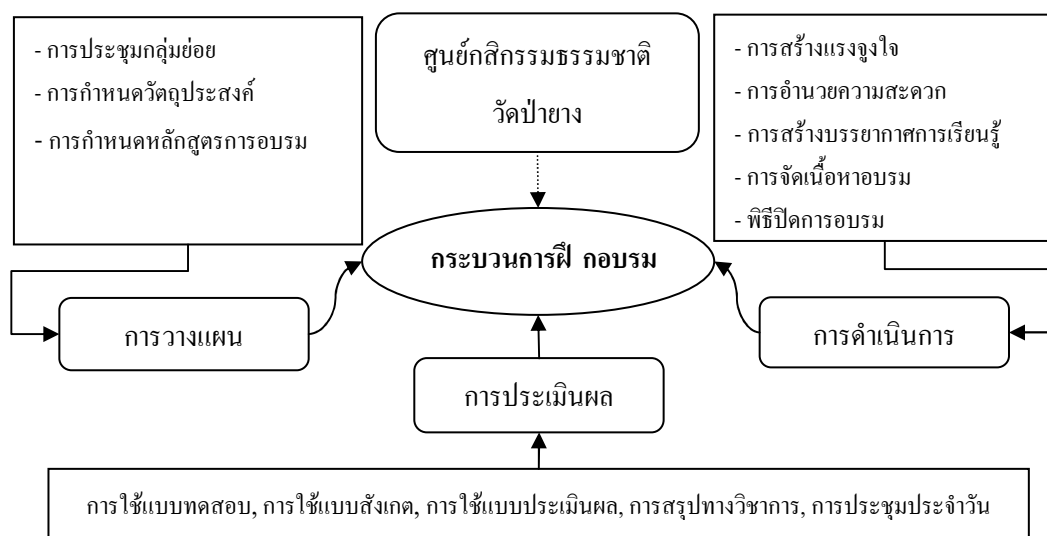 - การประชุมกลุ่มย่อย
- การกำหนดวัตถุประสงค์
- การกำหนดหลักสูตรการอบรม
ศูนย์กสิกรรมธรรมชาติ
วัดป่ายาง
- การสร้างแรงจูงใจ
- การอำนวยความสะดวก
- การสร้างบรรยากาศการเรียนรู้
- การจัดเนื้อหาอบรม
- พิธีปิดการอบรม
กระบวนการฝึ กอบรม
การวางแผน
การดำเนินการ
การประเมินผล
การใช้แบบทดสอบ, การใช้แบบสังเกต, การใช้แบบประเมินผล, การสรุปทางวิชาการ, การประชุมประจำวัน